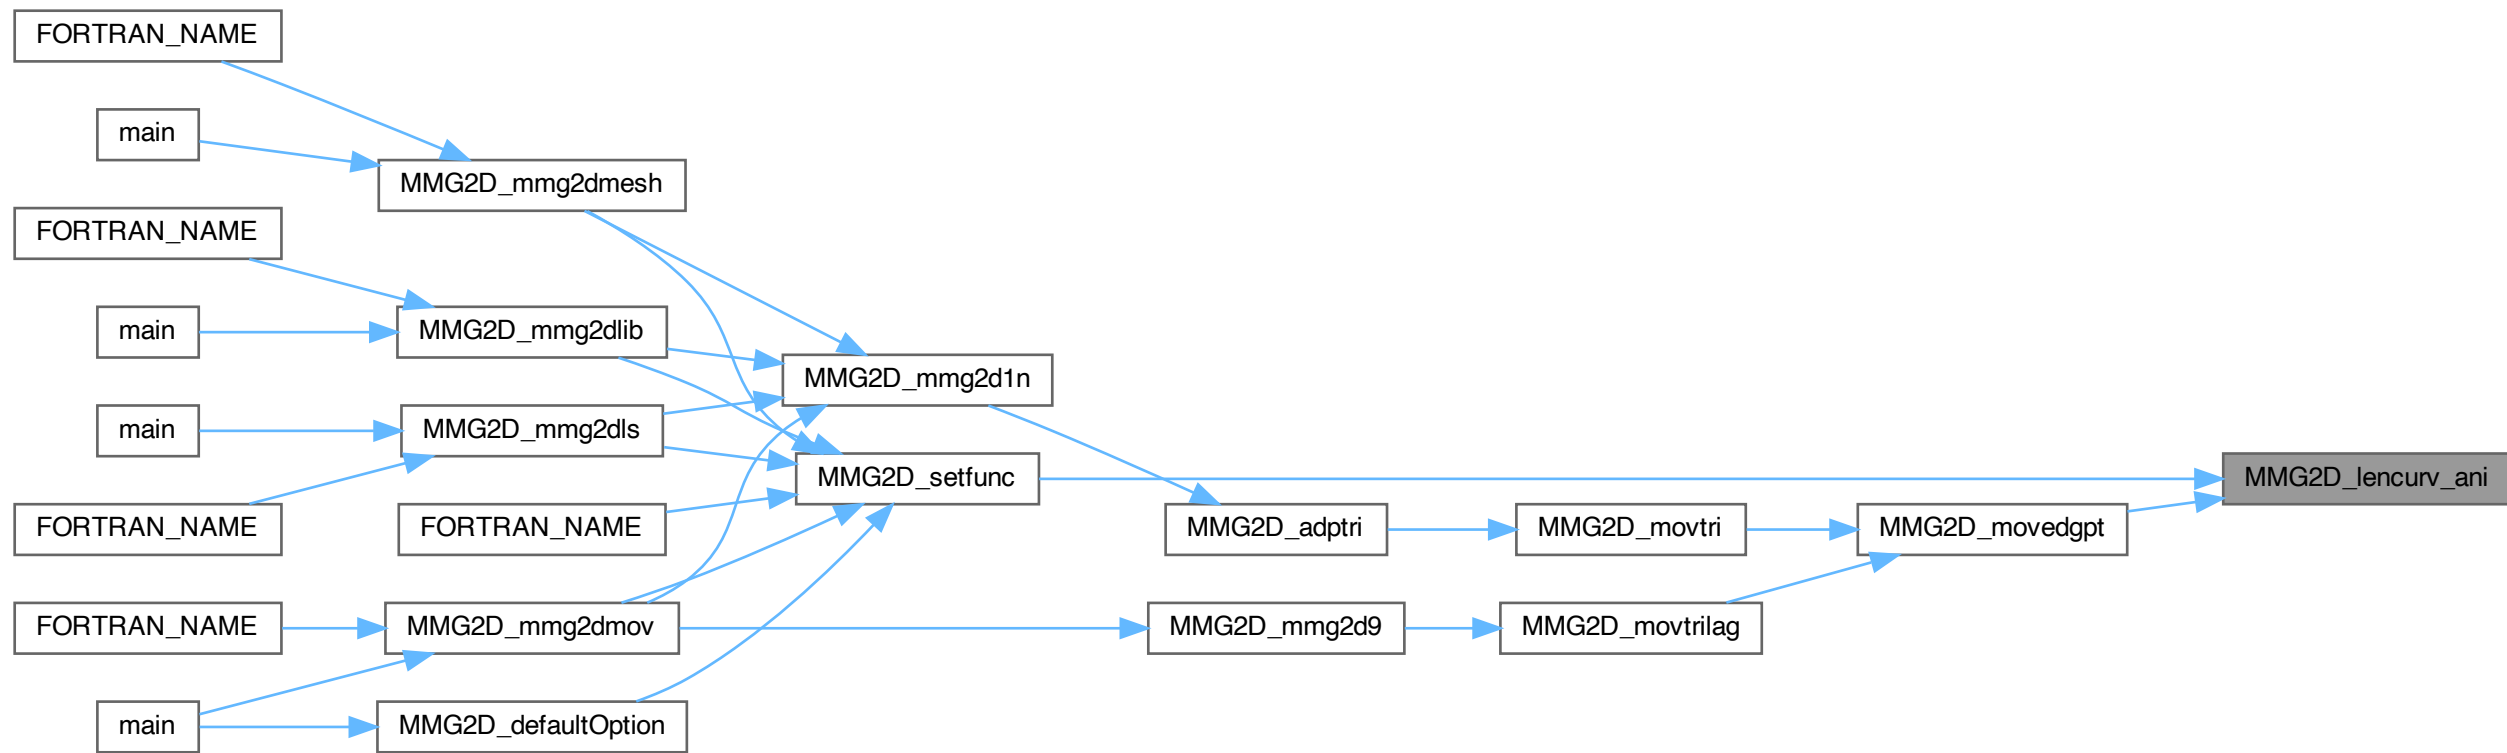 FORTRAN_NAME
main
MMG2D_mmg2dmesh
FORTRAN_NAME
main
MMG2D_mmg2dlib
MMG2D_mmg2d1n
main
MMG2D_mmg2dls
MMG2D_setfunc
MMG2D_lencurv_ani
FORTRAN_NAME
FORTRAN_NAME
MMG2D_adptri
MMG2D_movtri
MMG2D_movedgpt
FORTRAN_NAME
MMG2D_mmg2dmov
MMG2D_mmg2d9
MMG2D_movtrilag
main
MMG2D_defaultOption